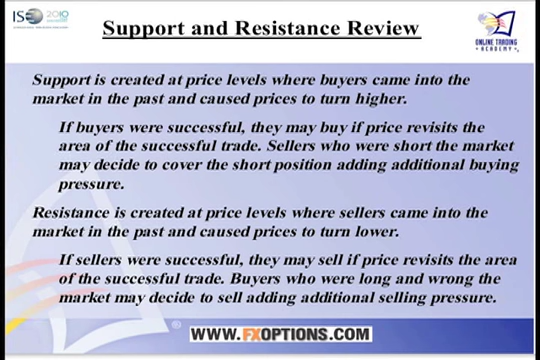 ISE 2010
Support and Resistance Review
ONLINE TRADING
ACADEMY
Support is created at price levels where buyers came into the
market in the past and caused prices to turn higher.
If buyers were successful, they may buy if price revisits the
area of the successful trade. Sellers who were short the market
may decide to cover the short position adding additional buying
pressure.
Resistance is created at price levels where sellers came into the
market in the past and caused prices to turn lower.
If sellers were successful, they may sell if price revisits the area
of the successful trade. Buyers who were long and wrong the
market may decide to sell adding additional selling pressure.
®
WWW.FXOPTIONS.COM